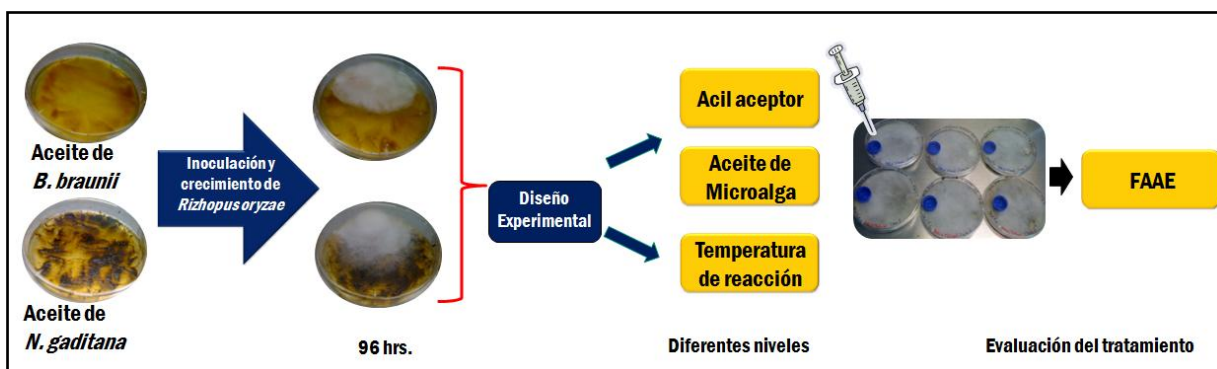 Aceite de
B. braunii
Aceite de
N. gaditana
Inoculación y
crecimiento de
Rizhopus oryzae
96 hrs.
Diseño
Experimental
Acil aceptor
Aceite de
Microalga
Temperatura
de reacción
Diferentes niveles
FAAE
Evaluación del tratamiento